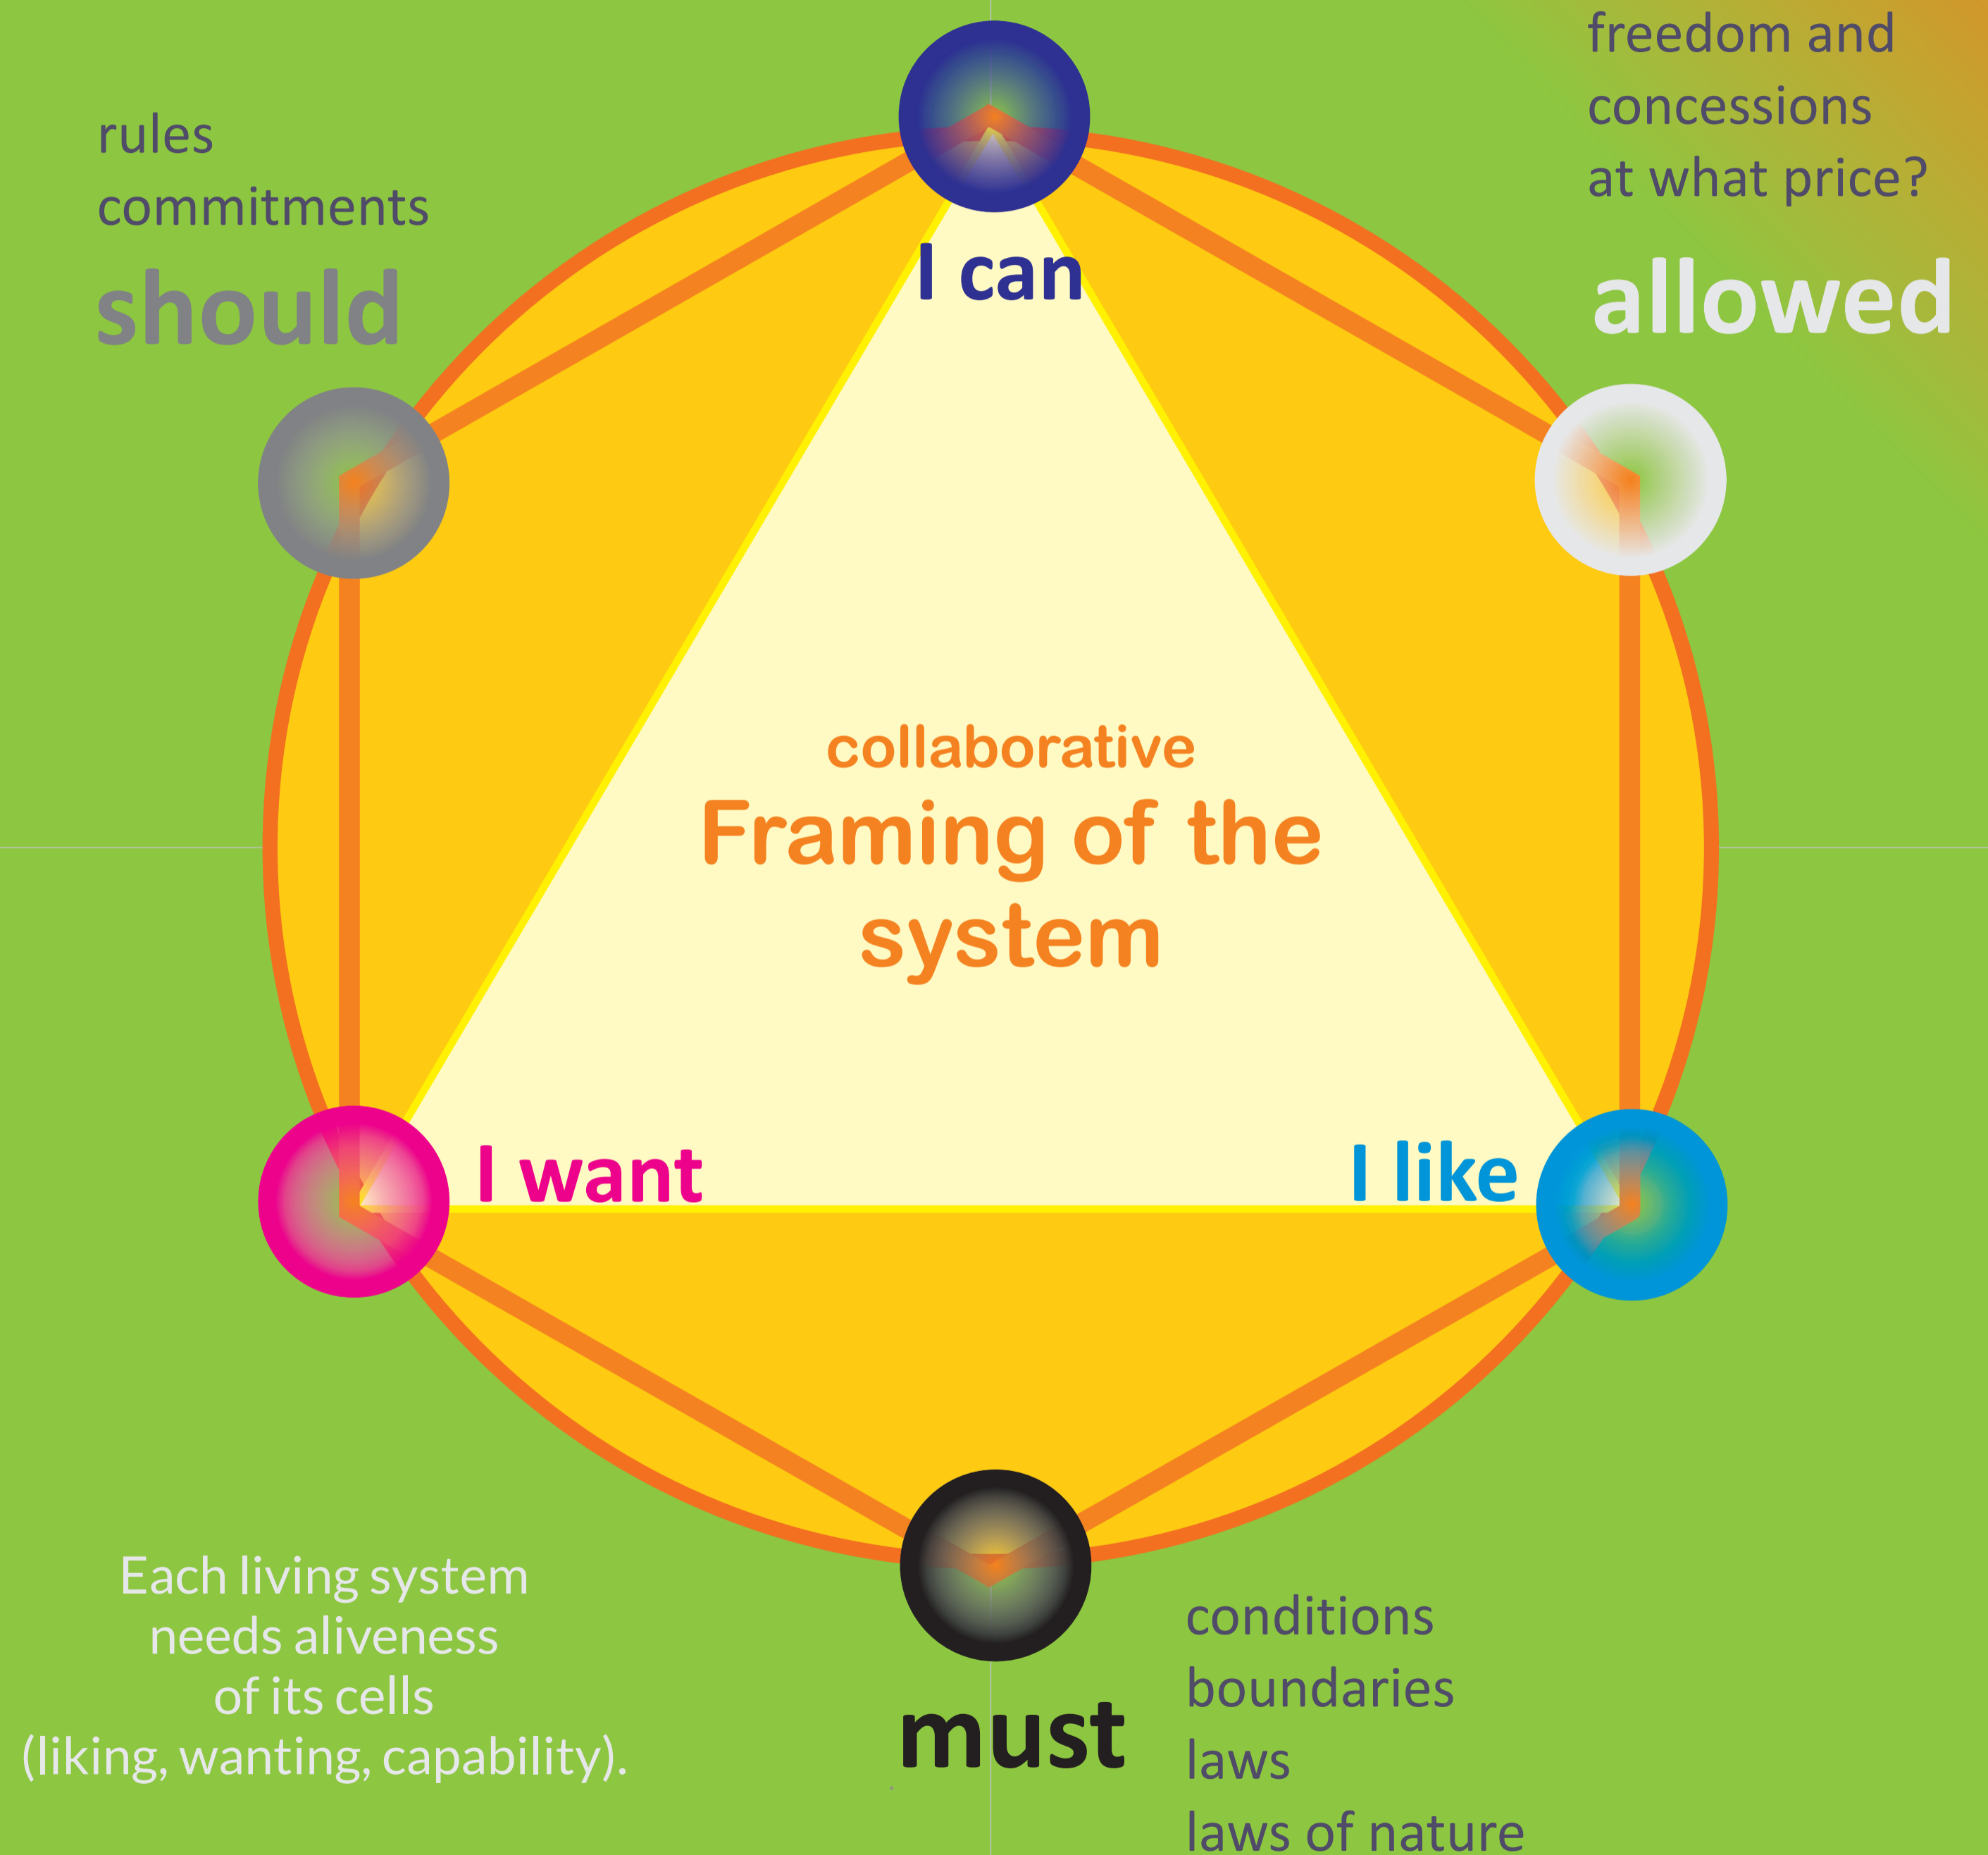 rules
commitments
should
I can
freedom and
concessions
at what price?
allowed
collaborative
Framing of the
system
I want
I like
Each living system
needs aliveness
of its cells
(liking, wanting, capability).
must
conditions
boundaries
laws
laws of nature